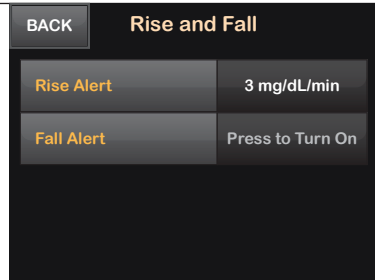 BACK
Rise and Fall
Rise Alert
3 mg/dL/min
Fall Alert
Press to Turn On